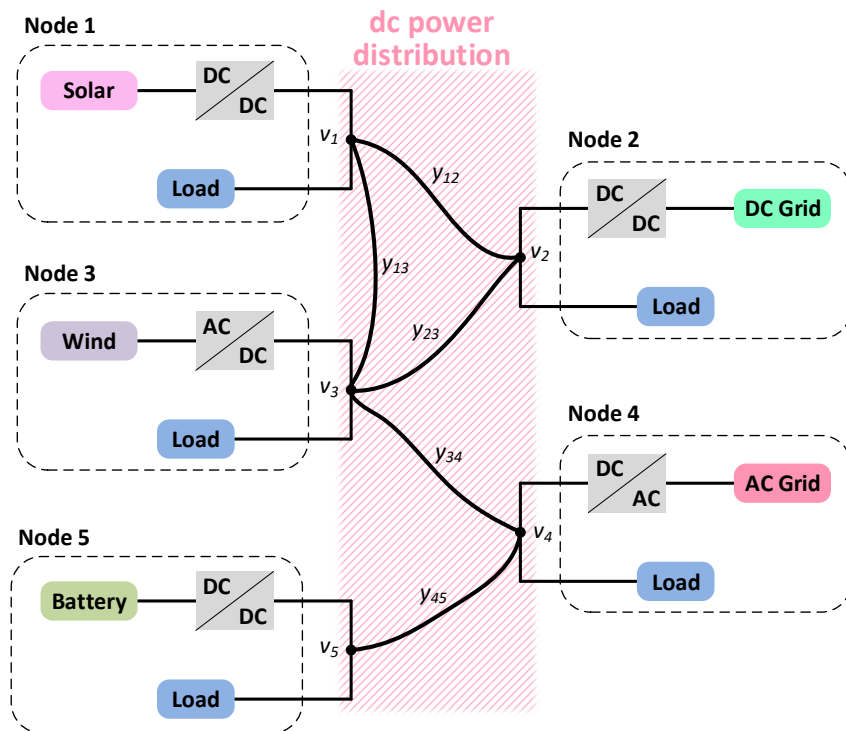 dc power
distribution
Node 1
Solar
DC
DC
v1
Load
y12
Node 2
DC
DC
DC Grid
v2
Load
y13
Node 3
Wind
AC
DC
y23
v3
Load
y34
Node 4
DC
AC
AC Grid
v4
Load
Node 5
Battery
DC
DC
y45
v5
Load